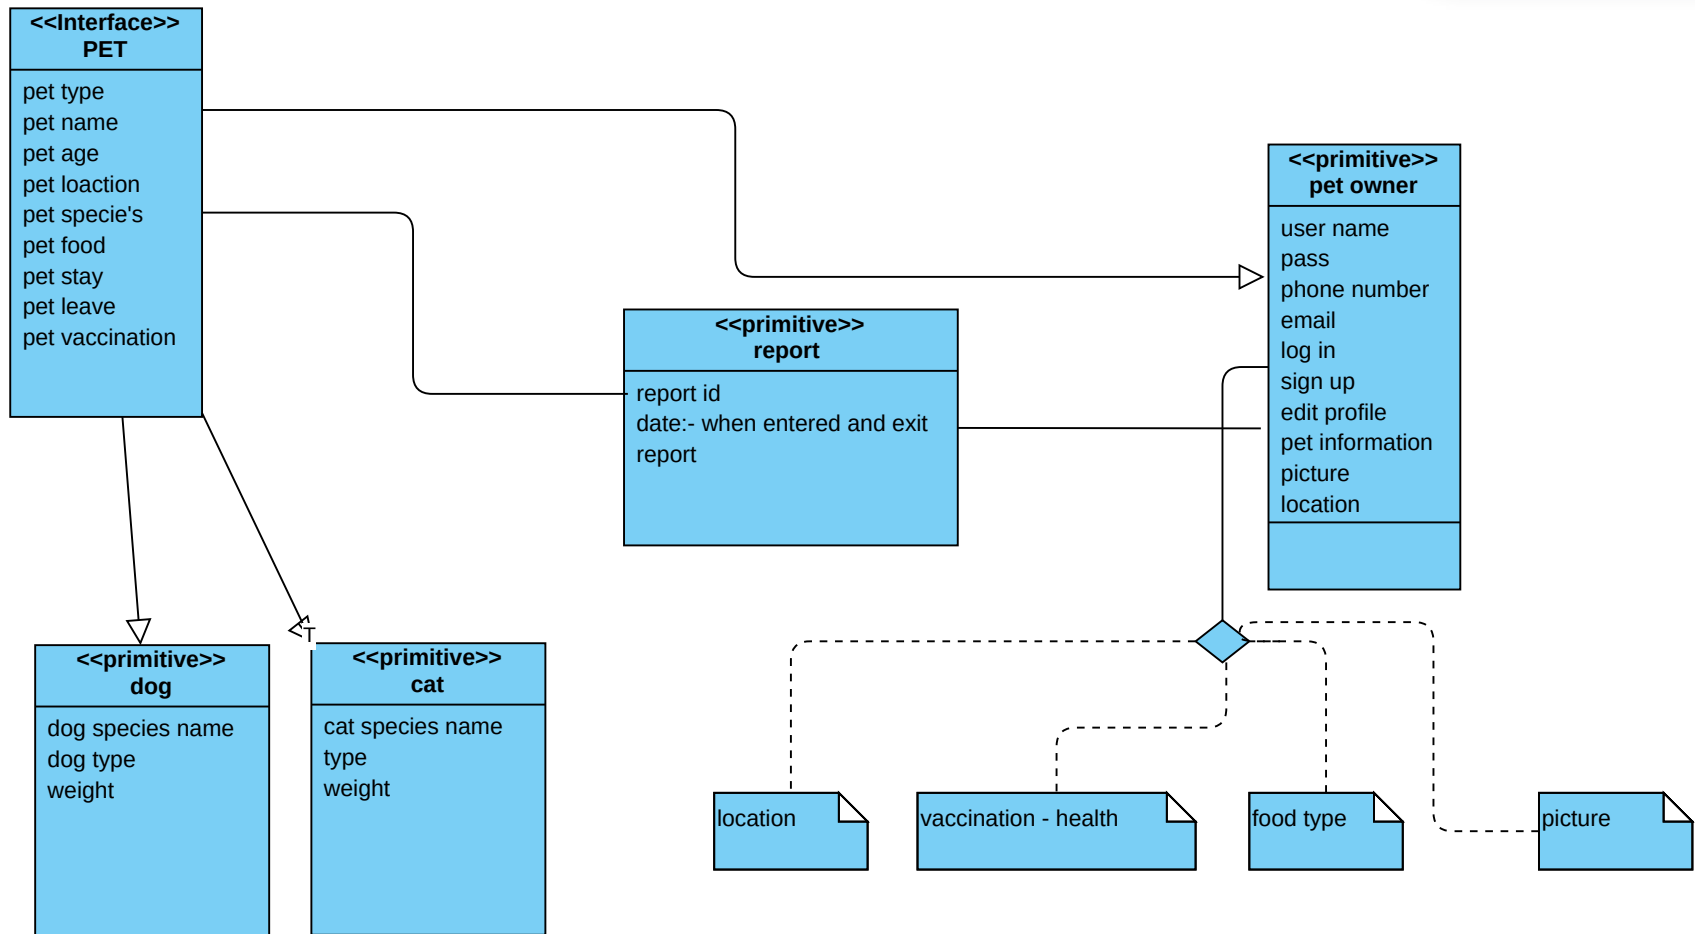 <<Interface>>
PET
pet type
pet name
pet age
pet loaction
pet specie's
pet food
pet stay
pet leave
pet vaccination
<<primitive>>
pet owner
user name
pass
phone number
email
log in
sign up
edit profile
pet information
picture
location
<<primitive>>
report
report id
date:- when entered and exit
report
<<primitive>>
dog
dog species name
dog type
weight
T
<<primitive>>
cat
cat species name
type
weight
location
vaccination - health
food type
picture